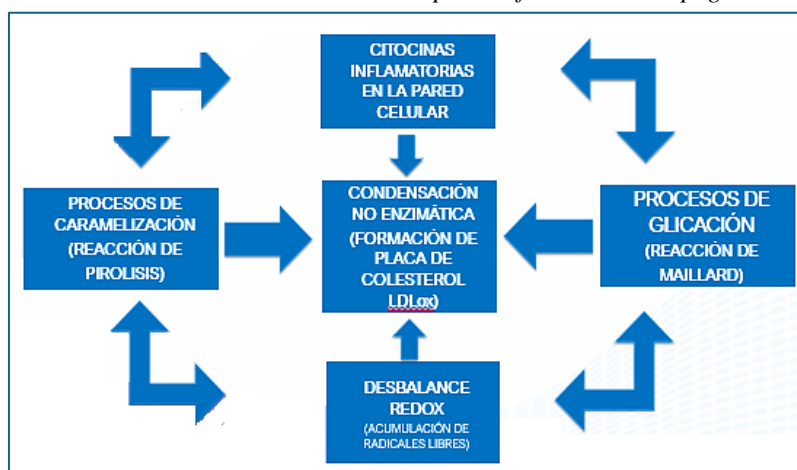 CITOCINAS
INFLAMATORIAS
EN LA PARED
CELULAR
PROCESOS DE
CARAMELIZACIÓN
(REACCIÓN DE
PIROLISIS)
CONDENSACIÓN
NO ENZIMÁTICA
(FORMACIÓN DE
PLACA DE
COLESTEROL
LDLox)
PROCESOS DE
GLICACIÓN
(REACCIÓN DE
MAILLARD)
DESBALANCE
REDOX
(ACUMULACIÓN DE
RADICALES LIBRES)